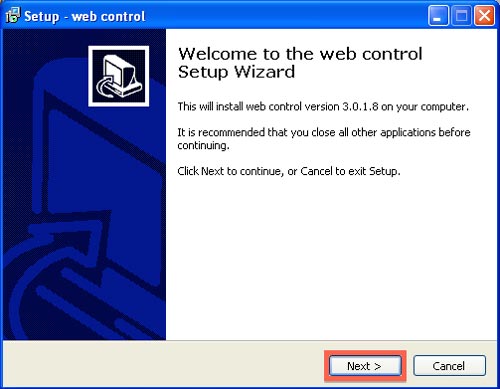 Setup - web control
Welcome to the web control
Setup Wizard
This will install web control version 3.0.1.8 on your computer.
It is recommended that you close all other applications before
continuing.
Click Next to continue, or Cancel to exit Setup.
Next >
Cancel